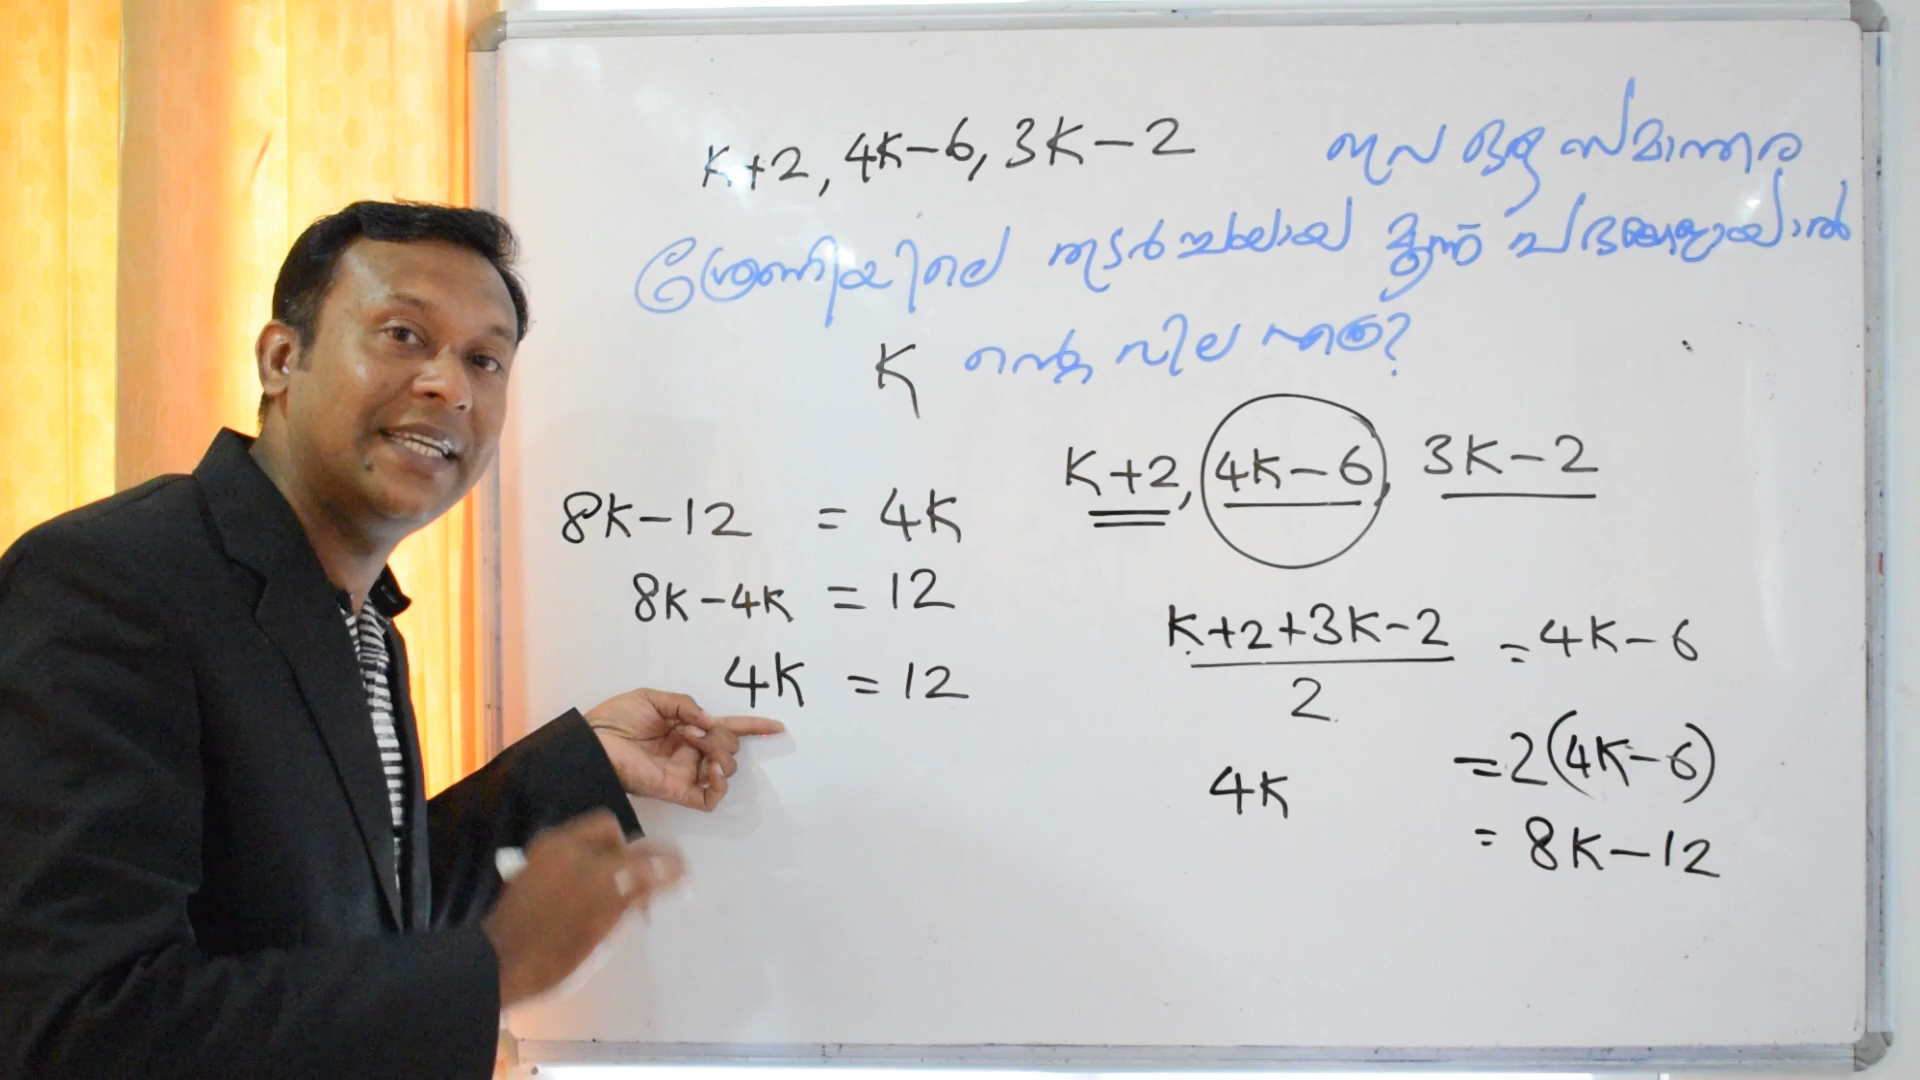 K+2, 4K-6, 3K-2 ഇവ ഒരു സമാന്തര
ശ്രേണിയിലെ തുടർച്ചയായ മൂന്ന് പദങ്ങളായാൽ
K ന്റെ വില എത്ര?
K+2, 4K-6, 3K-2
8K-12 = 4K
8K-4K = 12
4K = 12
K+2+3K-2 = 4K-6
2
4K = 2(4K-6)
= 8K-12